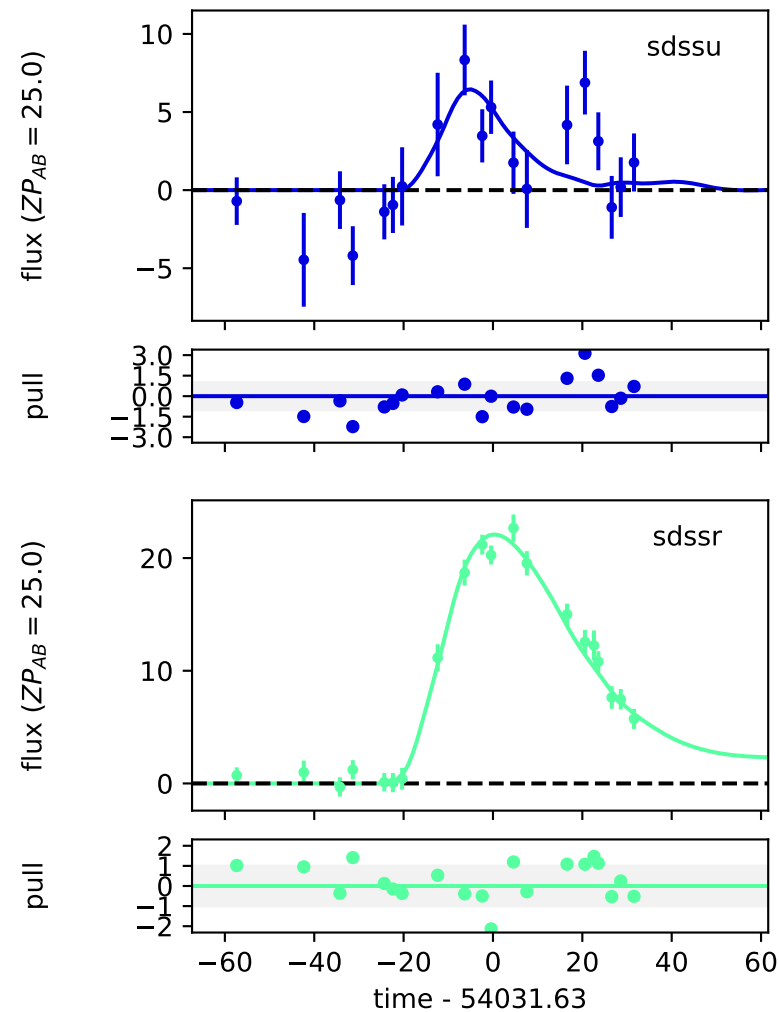 10
5
0
−5
flux (ZP_AB = 25.0)
sdssu
3.0
1.5
0.0
−1.5
−3.0
pull
20
10
0
flux (ZP_AB = 25.0)
sdssr
2
1
0
−1
−2
pull
−60 −40 −20 0 20 40 60
time - 54031.63